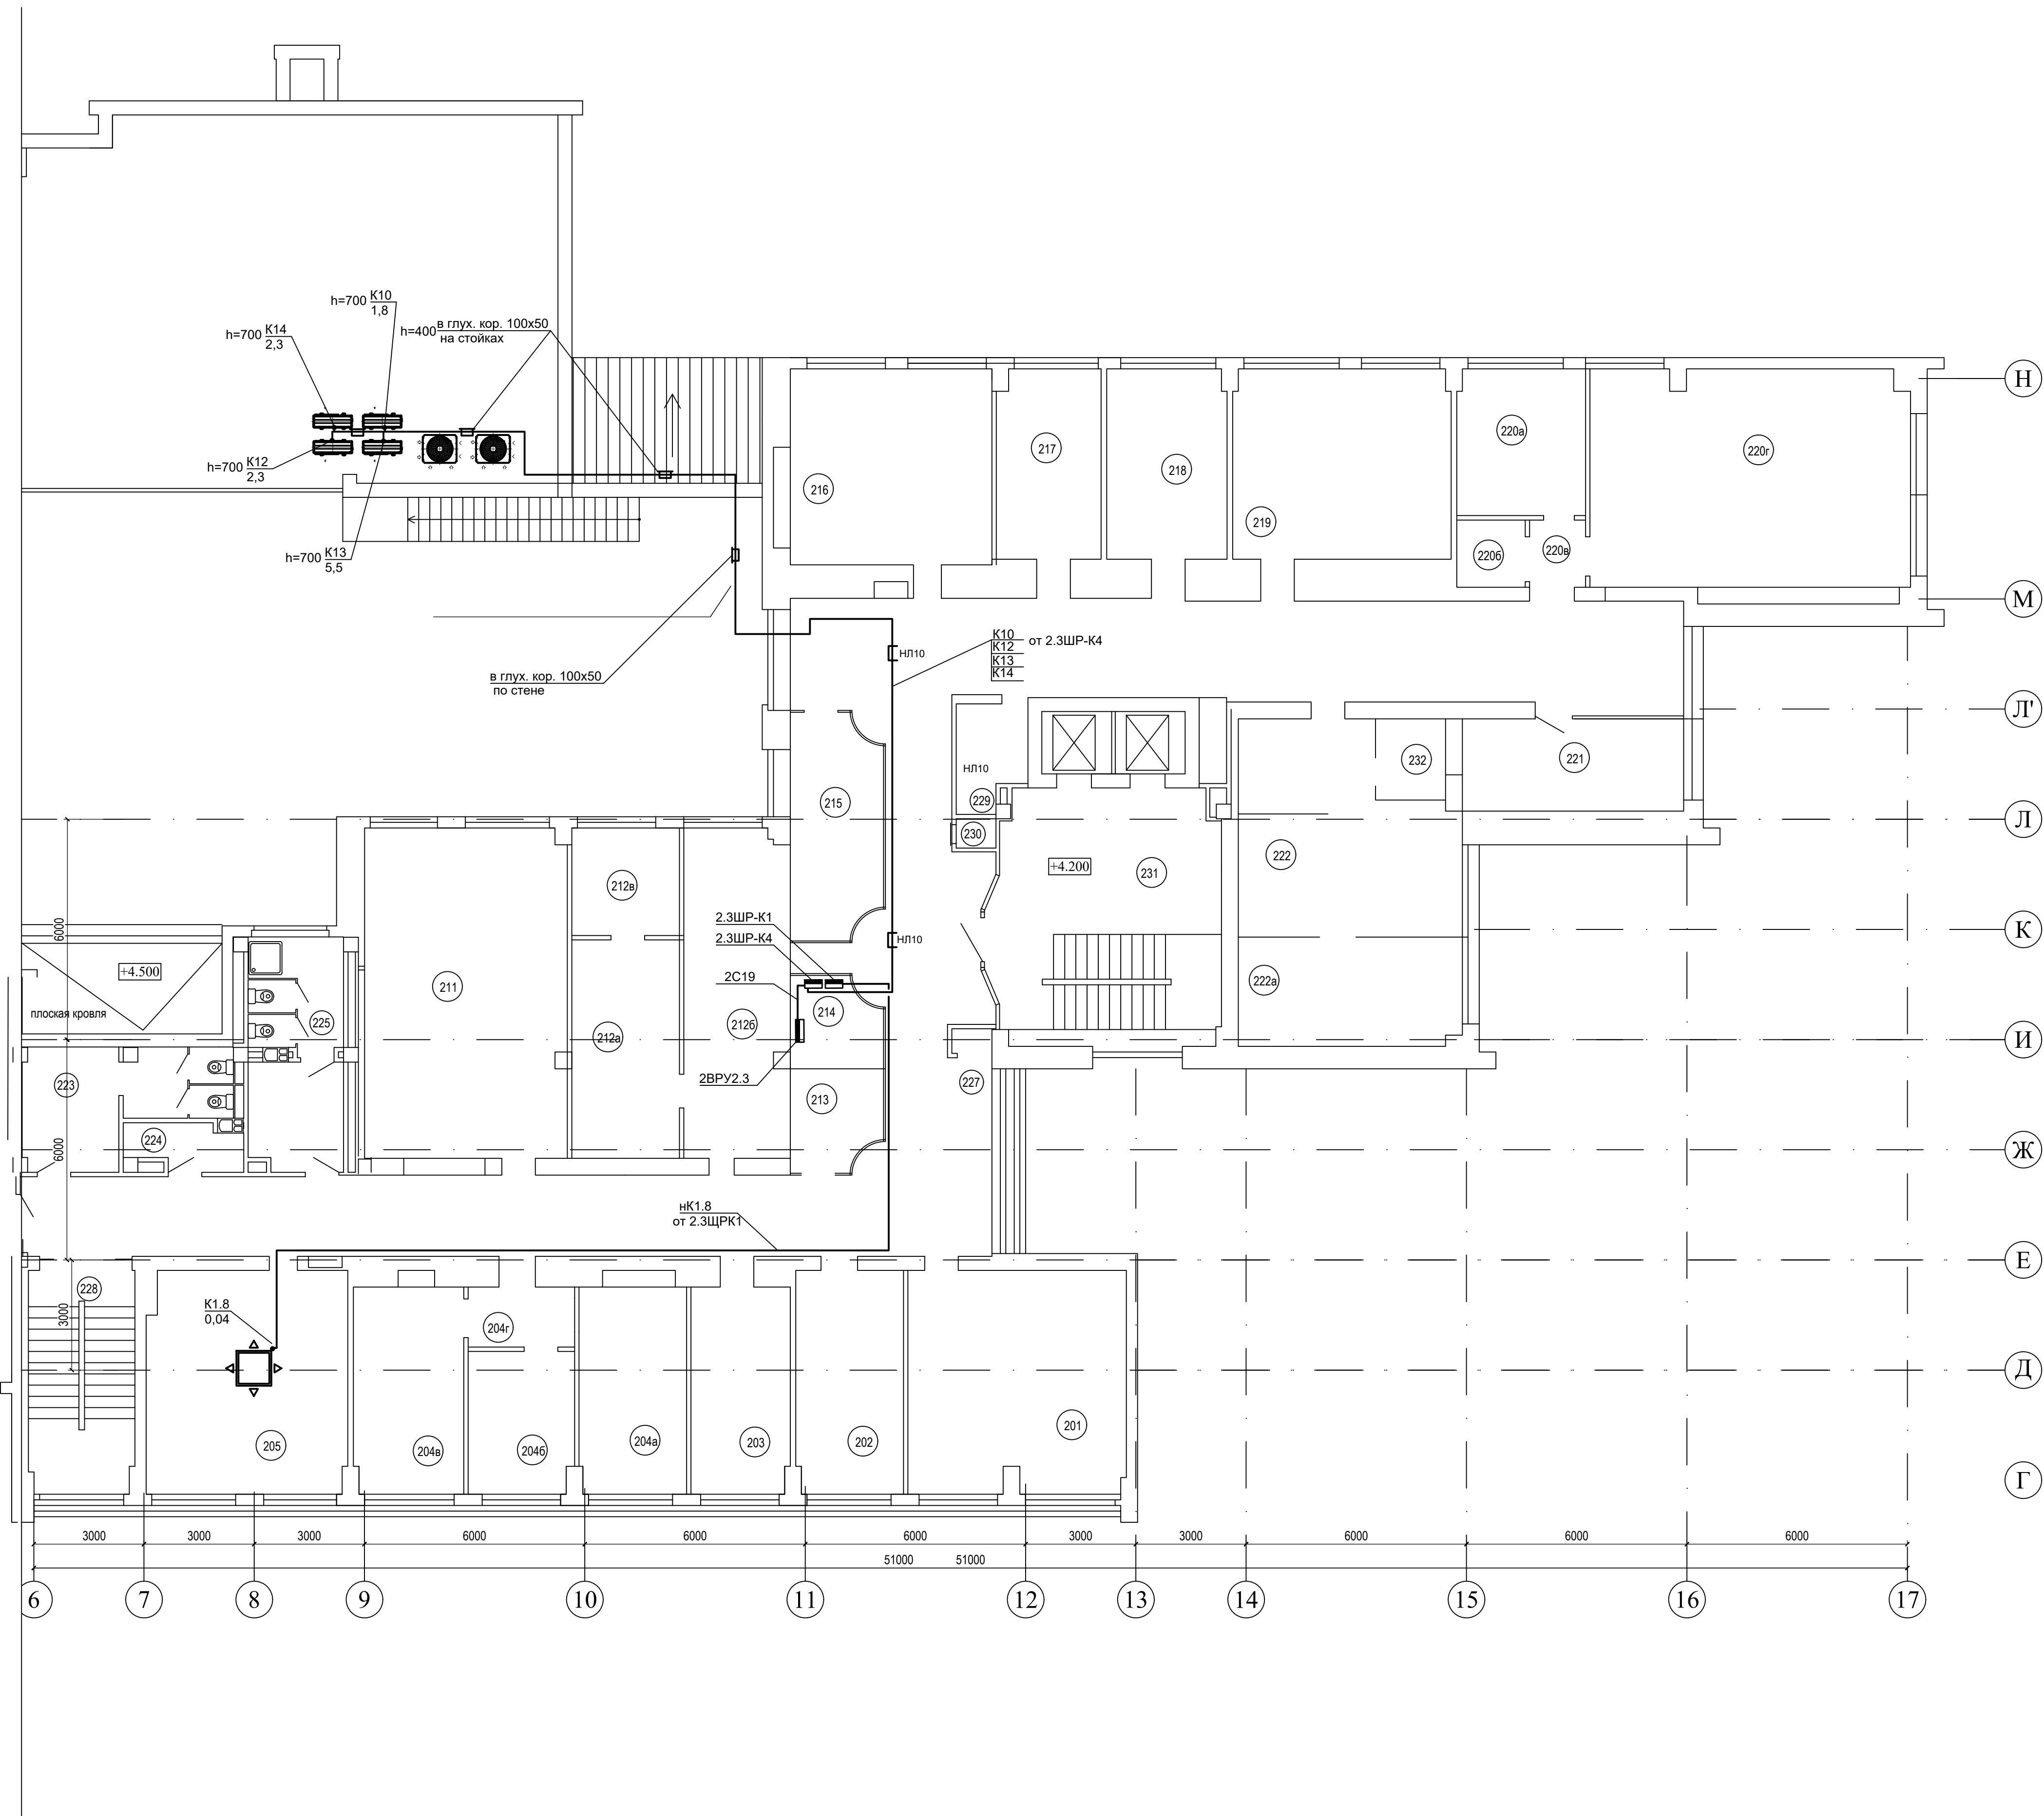 К10
h=700
1,8
К14
h=700
2,3
в глух. кор. 100х50
h=400
на стойках
К12
h=700
2,3
К13
h=700
5,5
Н
216
217
218
219
220а
220б
220в
220г
М
К10 от 2.3ШР-К4
К12
К13
К14
НЛ10
в глух. кор. 100х50
по стене
Л'
НЛ10
232
221
229
215
230
Л
+4.200
231
222
212в
2.3ШР-К1
2.3ШР-К4
НЛ10
К
6000
+4.500
2С19
211
222а
плоская кровля
225
214
212б
212а
И
223
2ВРУ2.3
213
227
224
6000
Ж
нК1.8
от 2.3ЩРК1
Е
228
3000
К1.8
0,04
204г
Д
205
204в
204б
204а
203
202
201
Г
3000 3000 3000 6000 6000 6000 3000 3000 6000 6000 6000
51000 51000
6 7 8 9 10 11 12 13 14 15 16 17